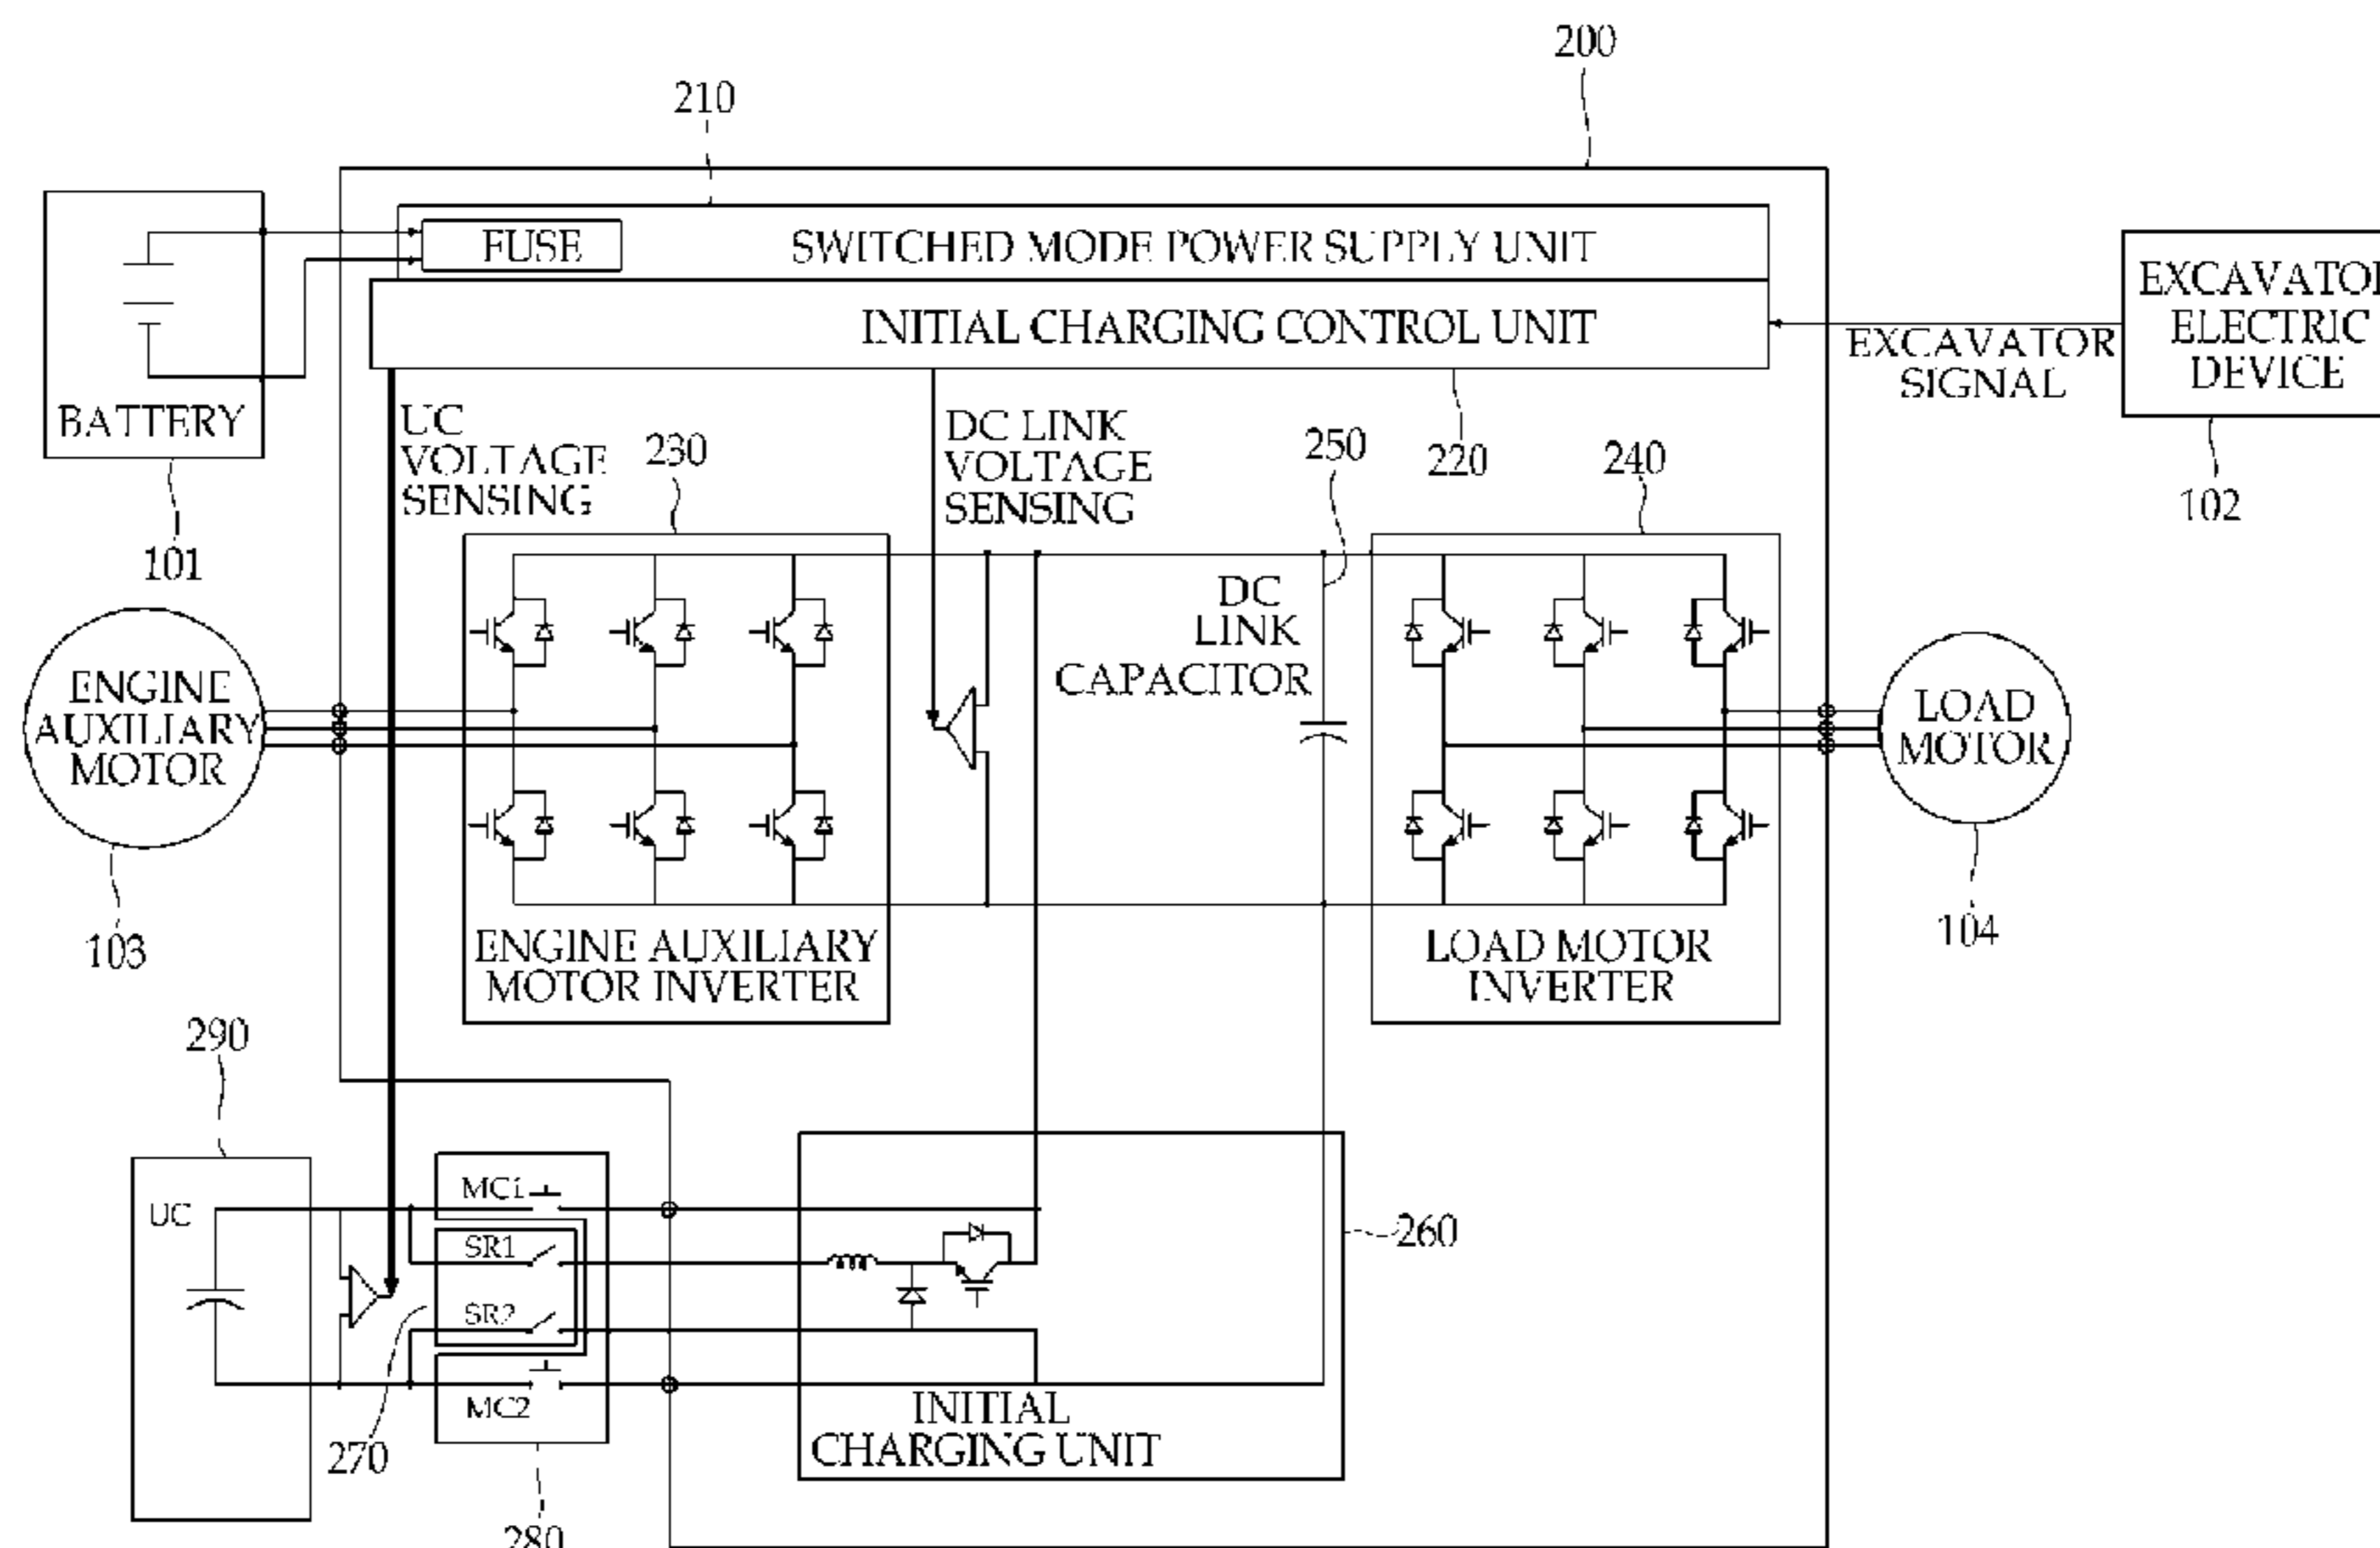 200
210
FUSE
SWITCHED MODE POWER SUPPLY UNIT
INITIAL CHARGING CONTROL UNIT
EXCAVATOR
SIGNAL
EXCAVATOR
ELECTRIC
DEVICE
BATTERY
101
102
UC
VOLTAGE
SENSING
230
DC LINK
VOLTAGE
SENSING
250
220
240
DC
LINK
CAPACITOR
ENGINE
AUXILIARY
MOTOR
103
LOAD
MOTOR
104
ENGINE AUXILIARY
MOTOR INVERTER
LOAD MOTOR
INVERTER
290
UC
MC1
SR1
SR2
MC2
270
280
260
INITIAL
CHARGING UNIT